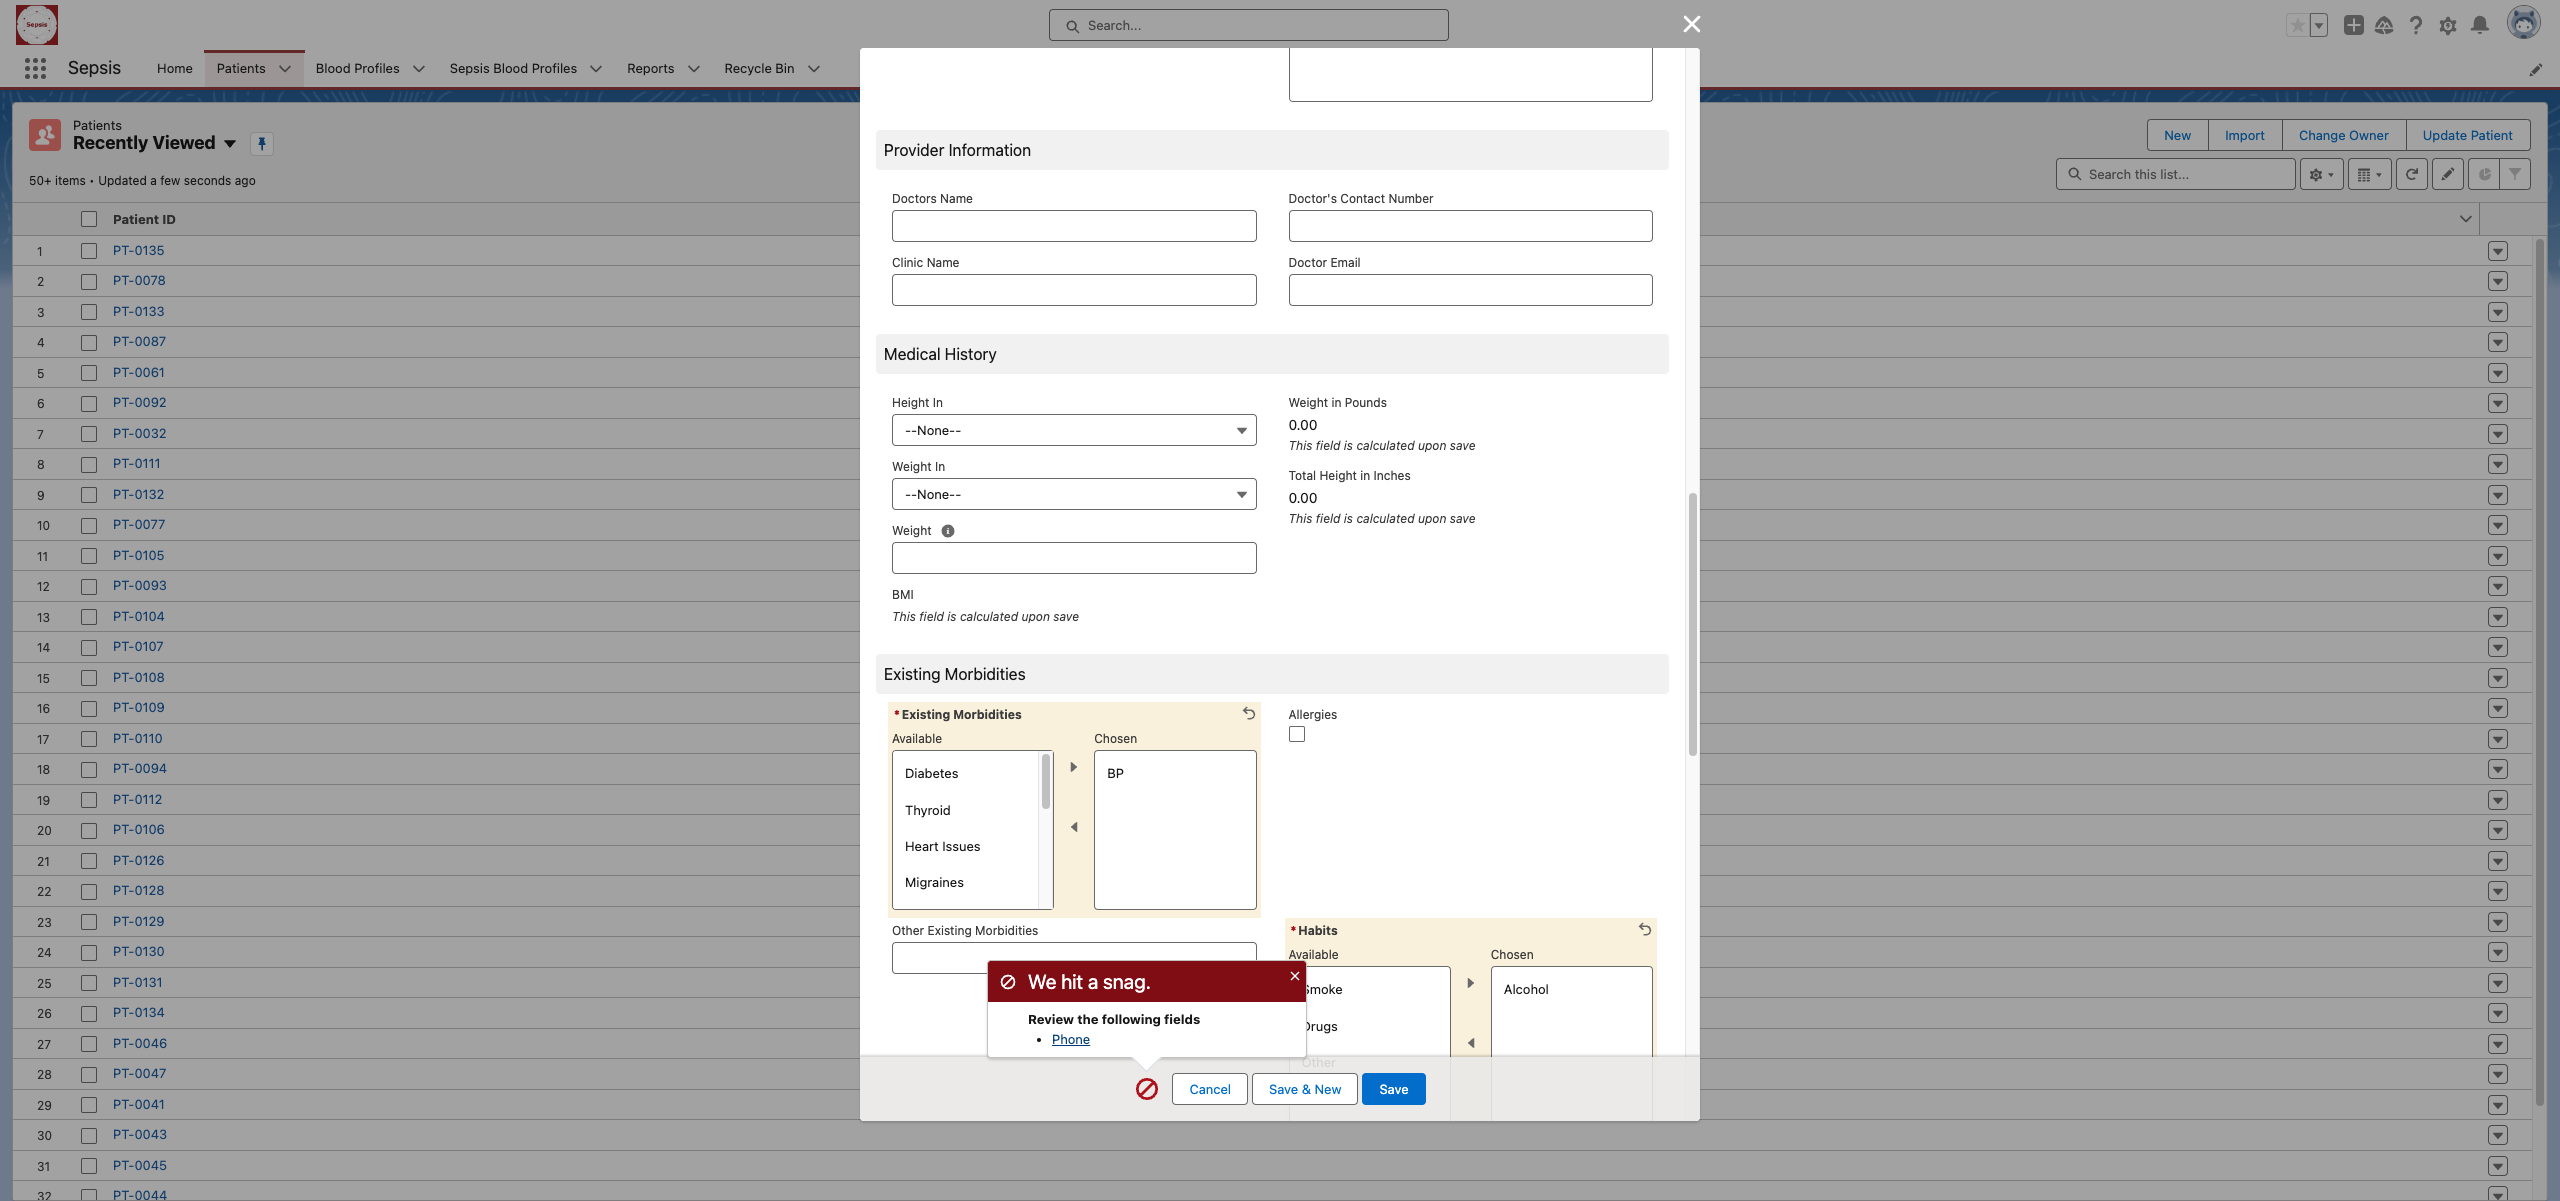 Sepsis
Search...
Sepsis
Home
Patients
Blood Profiles
Sepsis Blood Profiles
Reports
Recycle Bin
Patients
Recently Viewed
50+ items • Updated a few seconds ago
New
Import
Change Owner
Update Patient
Search this list...
Patient ID
1 PT-0135
2 PT-0078
3 PT-0133
4 PT-0087
5 PT-0061
6 PT-0092
7 PT-0032
8 PT-0111
9 PT-0132
10 PT-0077
11 PT-0105
12 PT-0093
13 PT-0104
14 PT-0107
15 PT-0108
16 PT-0109
17 PT-0110
18 PT-0094
19 PT-0112
20 PT-0106
21 PT-0126
22 PT-0128
23 PT-0129
24 PT-0130
25 PT-0131
26 PT-0134
27 PT-0046
28 PT-0047
29 PT-0041
30 PT-0043
31 PT-0045
32 PT-0044
Provider Information
Doctors Name
Doctor's Contact Number
Clinic Name
Doctor Email
Medical History
Height In
--None--
Weight in Pounds
0.00
This field is calculated upon save
Weight In
--None--
Total Height in Inches
0.00
This field is calculated upon save
Weight
BMI
This field is calculated upon save
Existing Morbidities
*Existing Morbidities
Available
Chosen
Diabetes
Thyroid
Heart Issues
Migraines
BP
Allergies
Other Existing Morbidities
*Habits
Available
Chosen
Smoke
Drugs
Other
Alcohol
We hit a snag.
Review the following fields
• Phone
Cancel
Save & New
Save